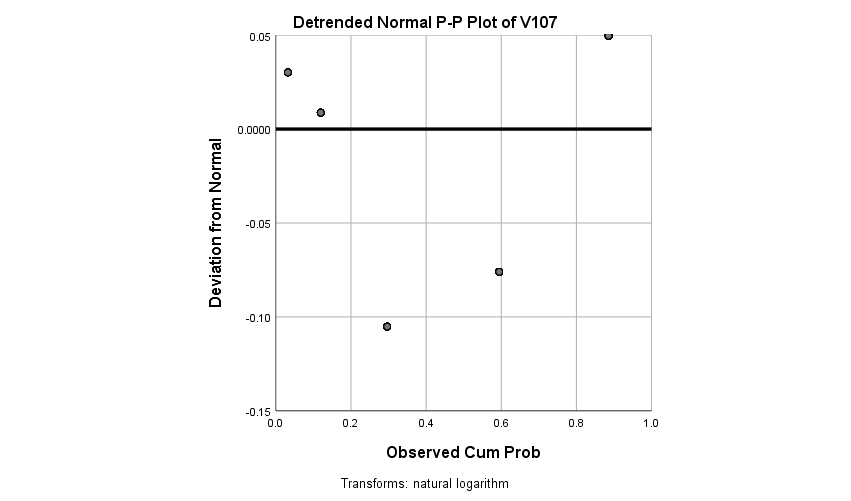 Detrended Normal P-P Plot of V107
0.05
0.0000
-0.05
-0.10
-0.15
Deviation from Normal
0.0 0.2 0.4 0.6 0.8 1.0
Observed Cum Prob
Transforms: natural logarithm